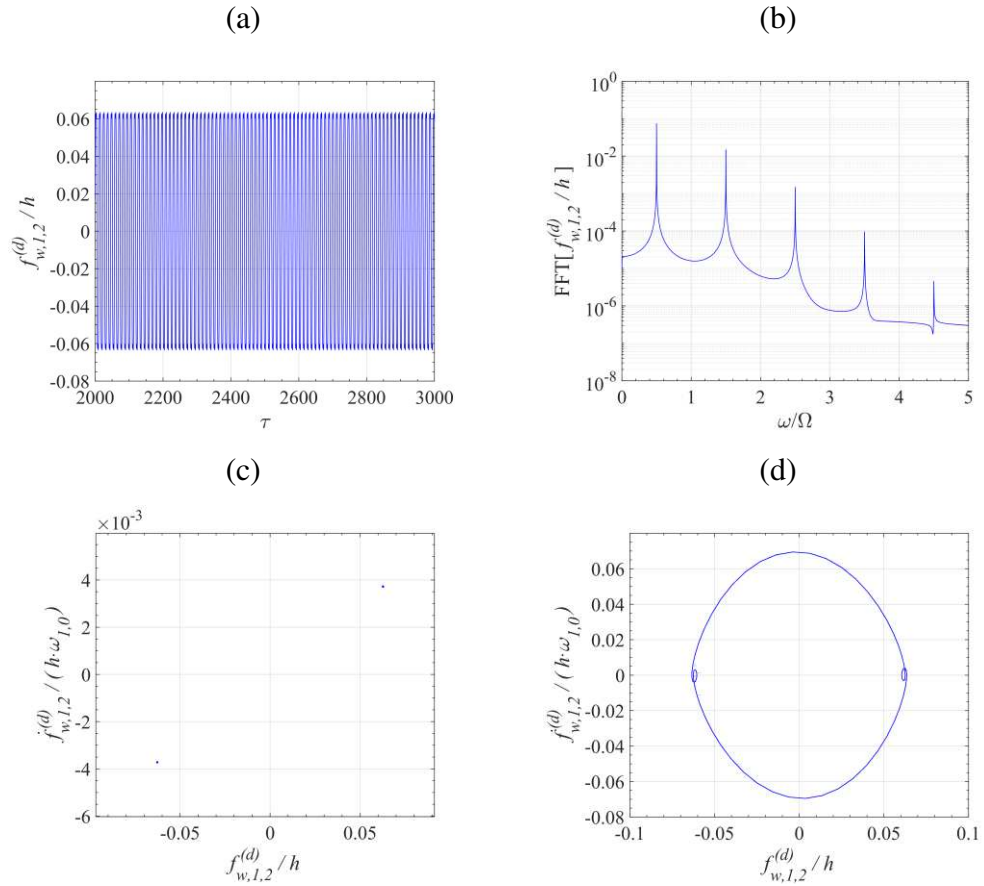 (a)
0.06
0.04
0.02
0
-0.02
-0.04
-0.06
-0.08
2000 2200 2400 2600 2800 3000
τ
f_{w,1,2}^{(d)} / h
(b)
10^0
10^{-2}
10^{-4}
10^{-6}
10^{-8}
0 1 2 3 4 5
ω/Ω
FFT[f_{w,1,2}^{(d)} / h]
(c)
×10^{-3}
4
2
0
-2
-4
-6
-0.05 0 0.05
f_{w,1,2}^{(d)} / h
ḟ_{w,1,2}^{(d)} / (h·ω_{1,0})
(d)
0.06
0.04
0.02
0
-0.02
-0.04
-0.06
-0.08
-0.1 -0.05 0 0.05 0.1
f_{w,1,2}^{(d)} / h
ḟ_{w,1,2}^{(d)} / (h·ω_{1,0})